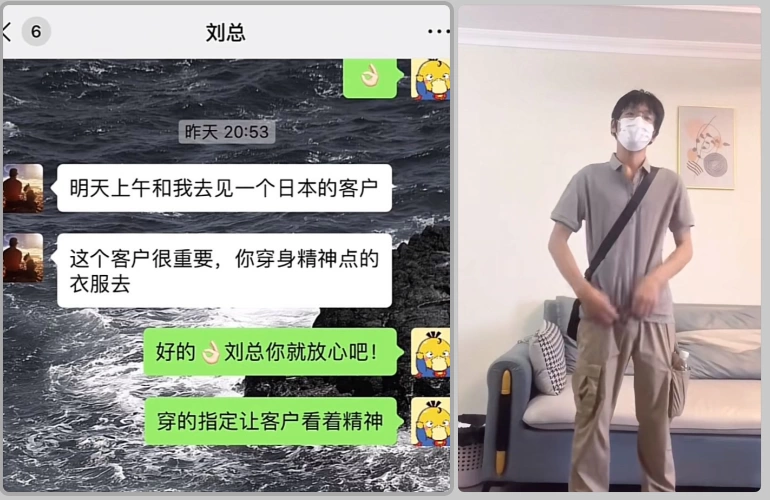 6
刘总
昨天 20:53
明天上午和我去见一个日本的客户
这个客户很重要，你穿身精神点的
衣服去
好的👌🏻刘总你就放心吧！
穿的指定让客户看着精神